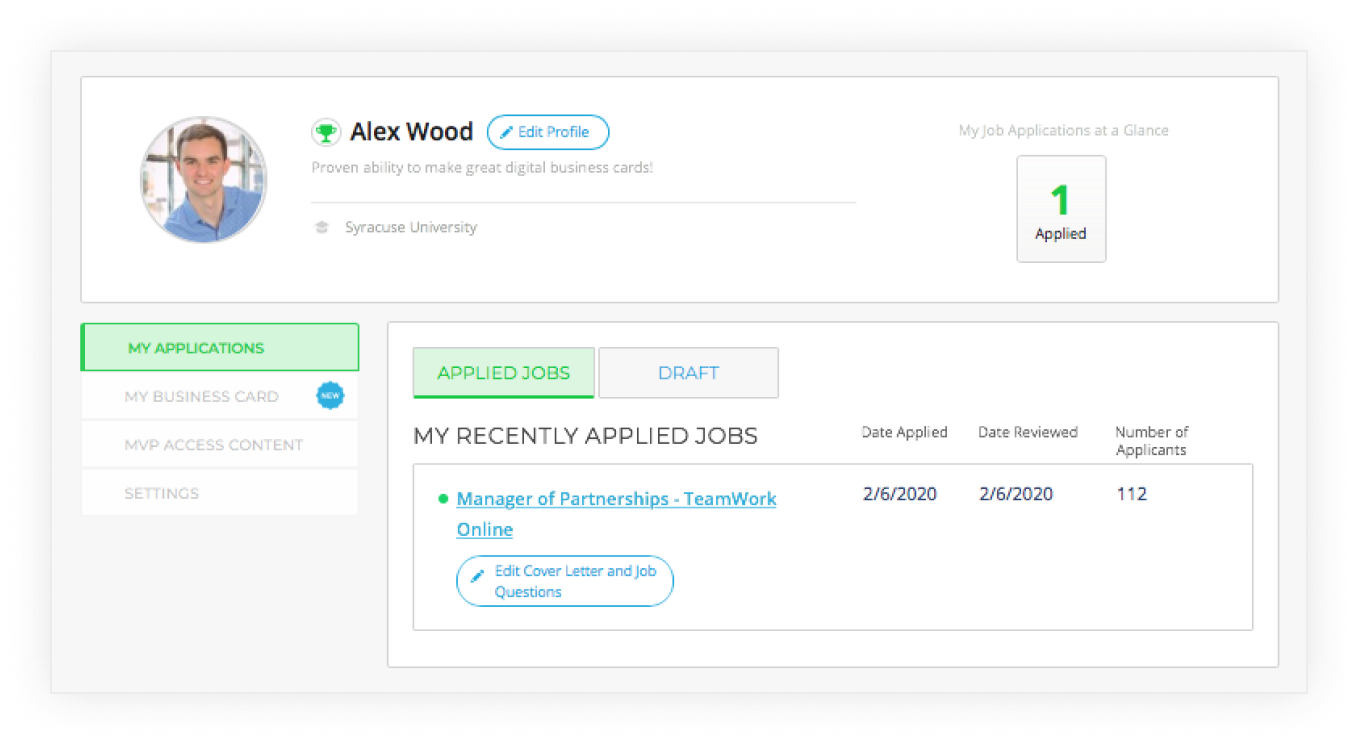 Alex Wood
Edit Profile
Proven ability to make great digital business cards!
Syracuse University
My Job Applications at a Glance
1
Applied
MY APPLICATIONS
MY BUSINESS CARD
NEW
MVP ACCESS CONTENT
SETTINGS
APPLIED JOBS
DRAFT
MY RECENTLY APPLIED JOBS
Date Applied
Date Reviewed
Number of
Applicants
Manager of Partnerships - TeamWork
Online
2/6/2020
2/6/2020
112
Edit Cover Letter and Job
Questions